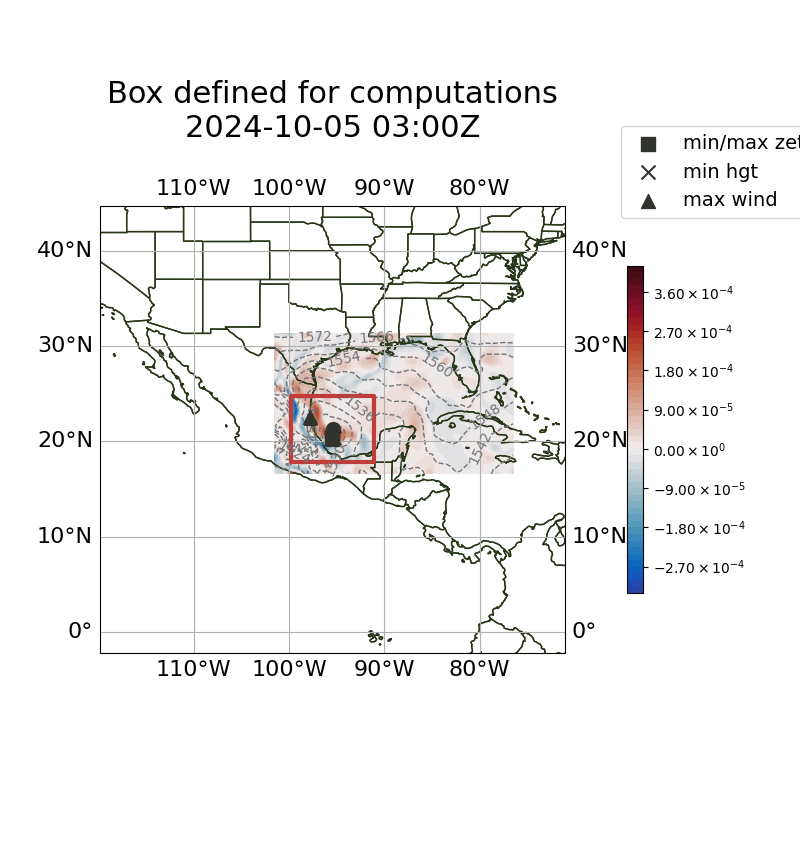 Box defined for computations
2024-10-05 03:00Z
min/max zet
min hgt
max wind
110°W 100°W 90°W 80°W
40°N 40°N
30°N 30°N
20°N 20°N
10°N 10°N
0° 0°
110°W 100°W 90°W 80°W
1572 1566
1554 1560
1536
1548
1542
3.60 × 10⁻⁴
2.70 × 10⁻⁴
1.80 × 10⁻⁴
9.00 × 10⁻⁵
0.00 × 10⁰
−9.00 × 10⁻⁵
−1.80 × 10⁻⁴
−2.70 × 10⁻⁴